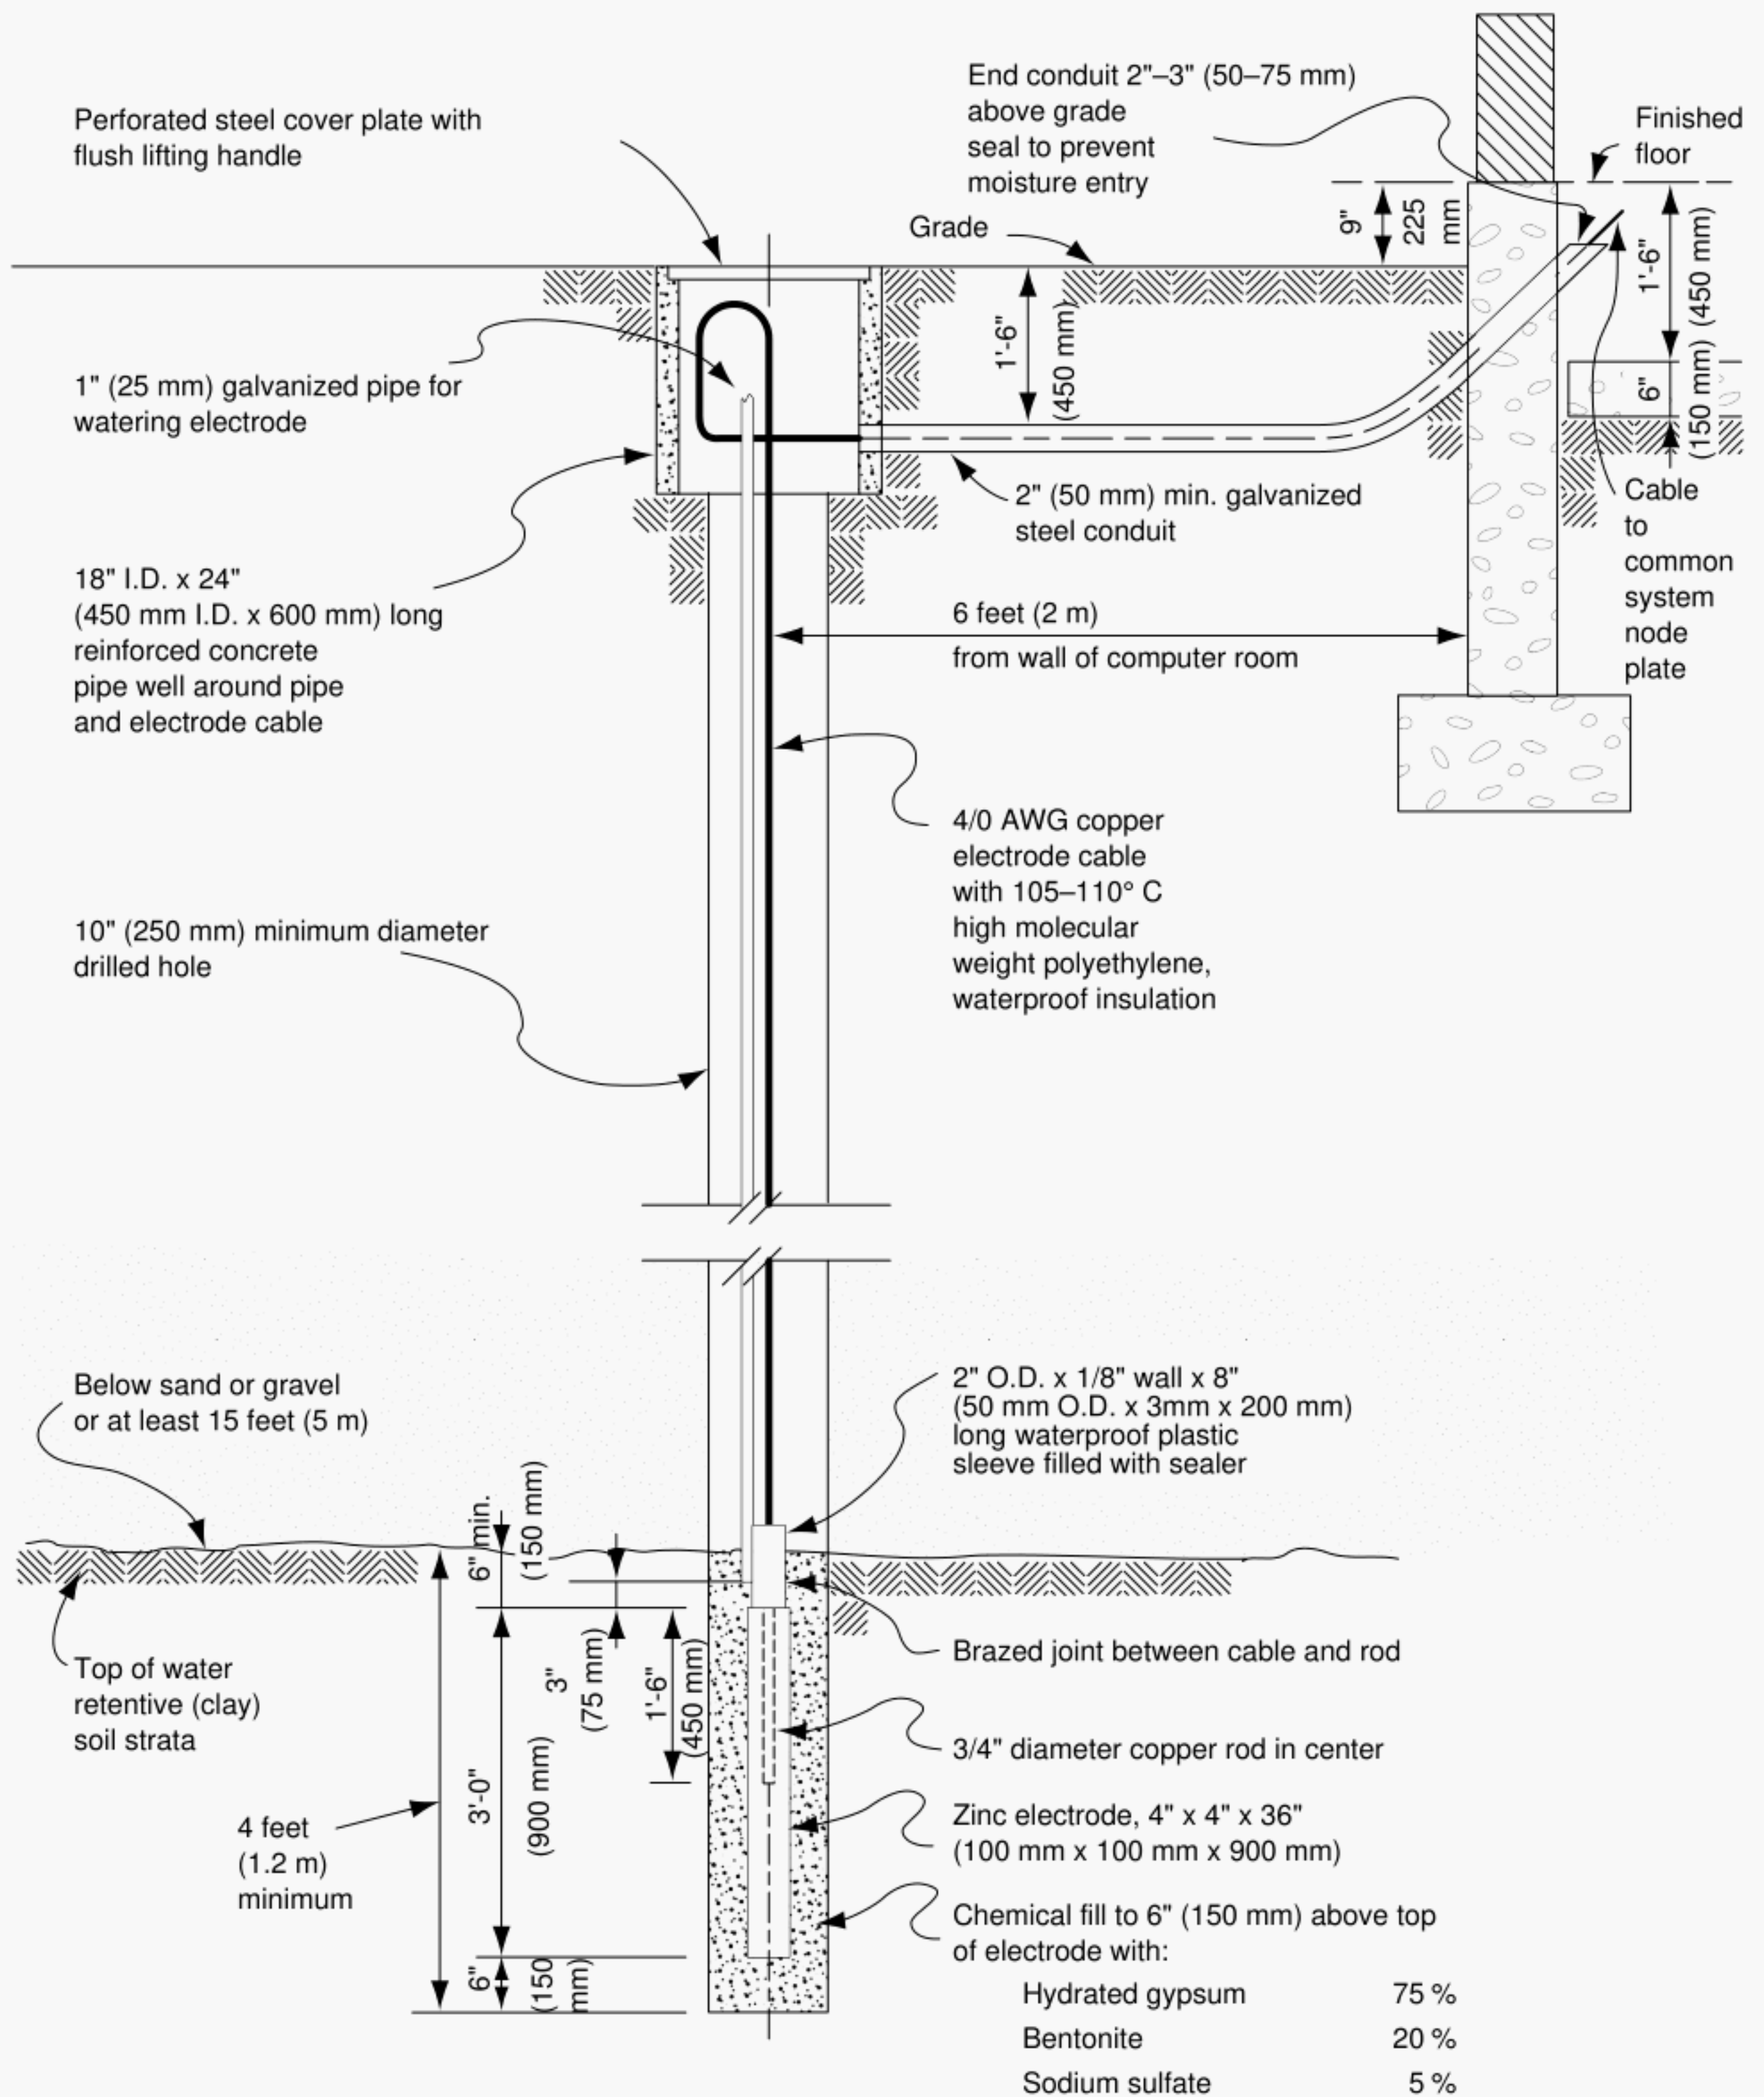 End conduit 2"–3" (50–75 mm)
above grade
seal to prevent
moisture entry
Perforated steel cover plate with
flush lifting handle
Finished
floor
Grade
9"
225
mm
1'-6"
(450 mm)
6"
(150 mm)
1'-6"
(450 mm)
1" (25 mm) galvanized pipe for
watering electrode
2" (50 mm) min. galvanized
steel conduit
Cable
to
common
system
node
plate
18" I.D. x 24"
(450 mm I.D. x 600 mm) long
reinforced concrete
pipe well around pipe
and electrode cable
6 feet (2 m)
from wall of computer room
4/0 AWG copper
electrode cable
with 105–110° C
high molecular
weight polyethylene,
waterproof insulation
10" (250 mm) minimum diameter
drilled hole
Below sand or gravel
or at least 15 feet (5 m)
2" O.D. x 1/8" wall x 8"
(50 mm O.D. x 3mm x 200 mm)
long waterproof plastic
sleeve filled with sealer
6" min.
(150 mm)
3"
(75 mm)
1'-6"
(450 mm)
Brazed joint between cable and rod
Top of water
retentive (clay)
soil strata
3/4" diameter copper rod in center
3'-0"
(900 mm)
Zinc electrode, 4" x 4" x 36"
(100 mm x 100 mm x 900 mm)
4 feet
(1.2 m)
minimum
Chemical fill to 6" (150 mm) above top
of electrode with:
6"
(150
mm)
Hydrated gypsum 75 %
Bentonite 20 %
Sodium sulfate 5 %